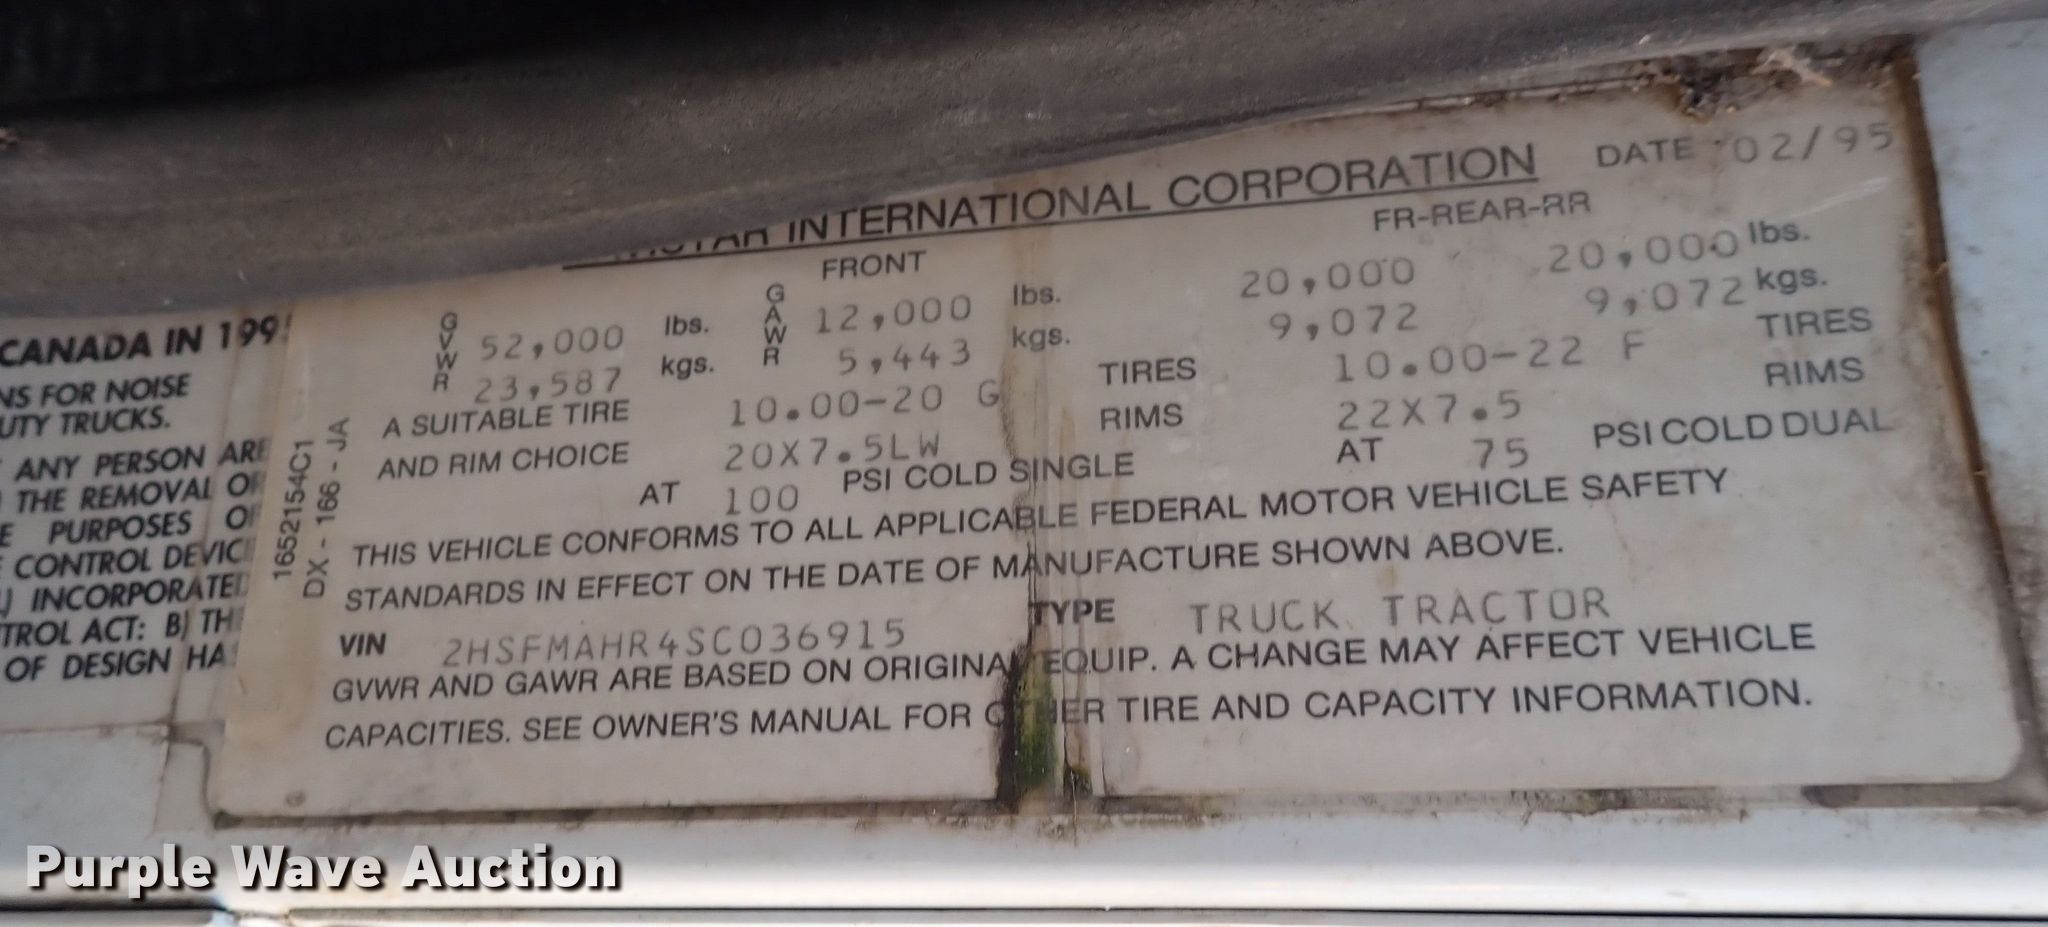 INTERNATIONAL CORPORATION DATE 02/95
FRONT FR-REAR-RR
GVWR 52,000 lbs. GAWR 12,000 lbs. 20,000 20,000 lbs.
23,587 kgs. 5,443 kgs. 9,072 9,072 kgs.
A SUITABLE TIRE 10.00-20 G TIRES 10.00-22 F TIRES
AND RIM CHOICE 20X7.5LW RIMS 22X7.5 RIMS
AT 100 PSI COLD SINGLE AT 75 PSI COLD DUAL
THIS VEHICLE CONFORMS TO ALL APPLICABLE FEDERAL MOTOR VEHICLE SAFETY
STANDARDS IN EFFECT ON THE DATE OF MANUFACTURE SHOWN ABOVE.
VIN 2HSFMAHR4SC036915 TYPE TRUCK TRACTOR
GVWR AND GAWR ARE BASED ON ORIGINAL EQUIP. A CHANGE MAY AFFECT VEHICLE
CAPACITIES. SEE OWNER'S MANUAL FOR OTHER TIRE AND CAPACITY INFORMATION.
1652154C1
DX - 166 - JA
CANADA IN 199
NS FOR NOISE
UTY TRUCKS.
ANY PERSON ARE
THE REMOVAL OF
E PURPOSES OF
CONTROL DEVIC
) INCORPORATED
TROL ACT: B) TH
OF DESIGN HA
Purple Wave Auction